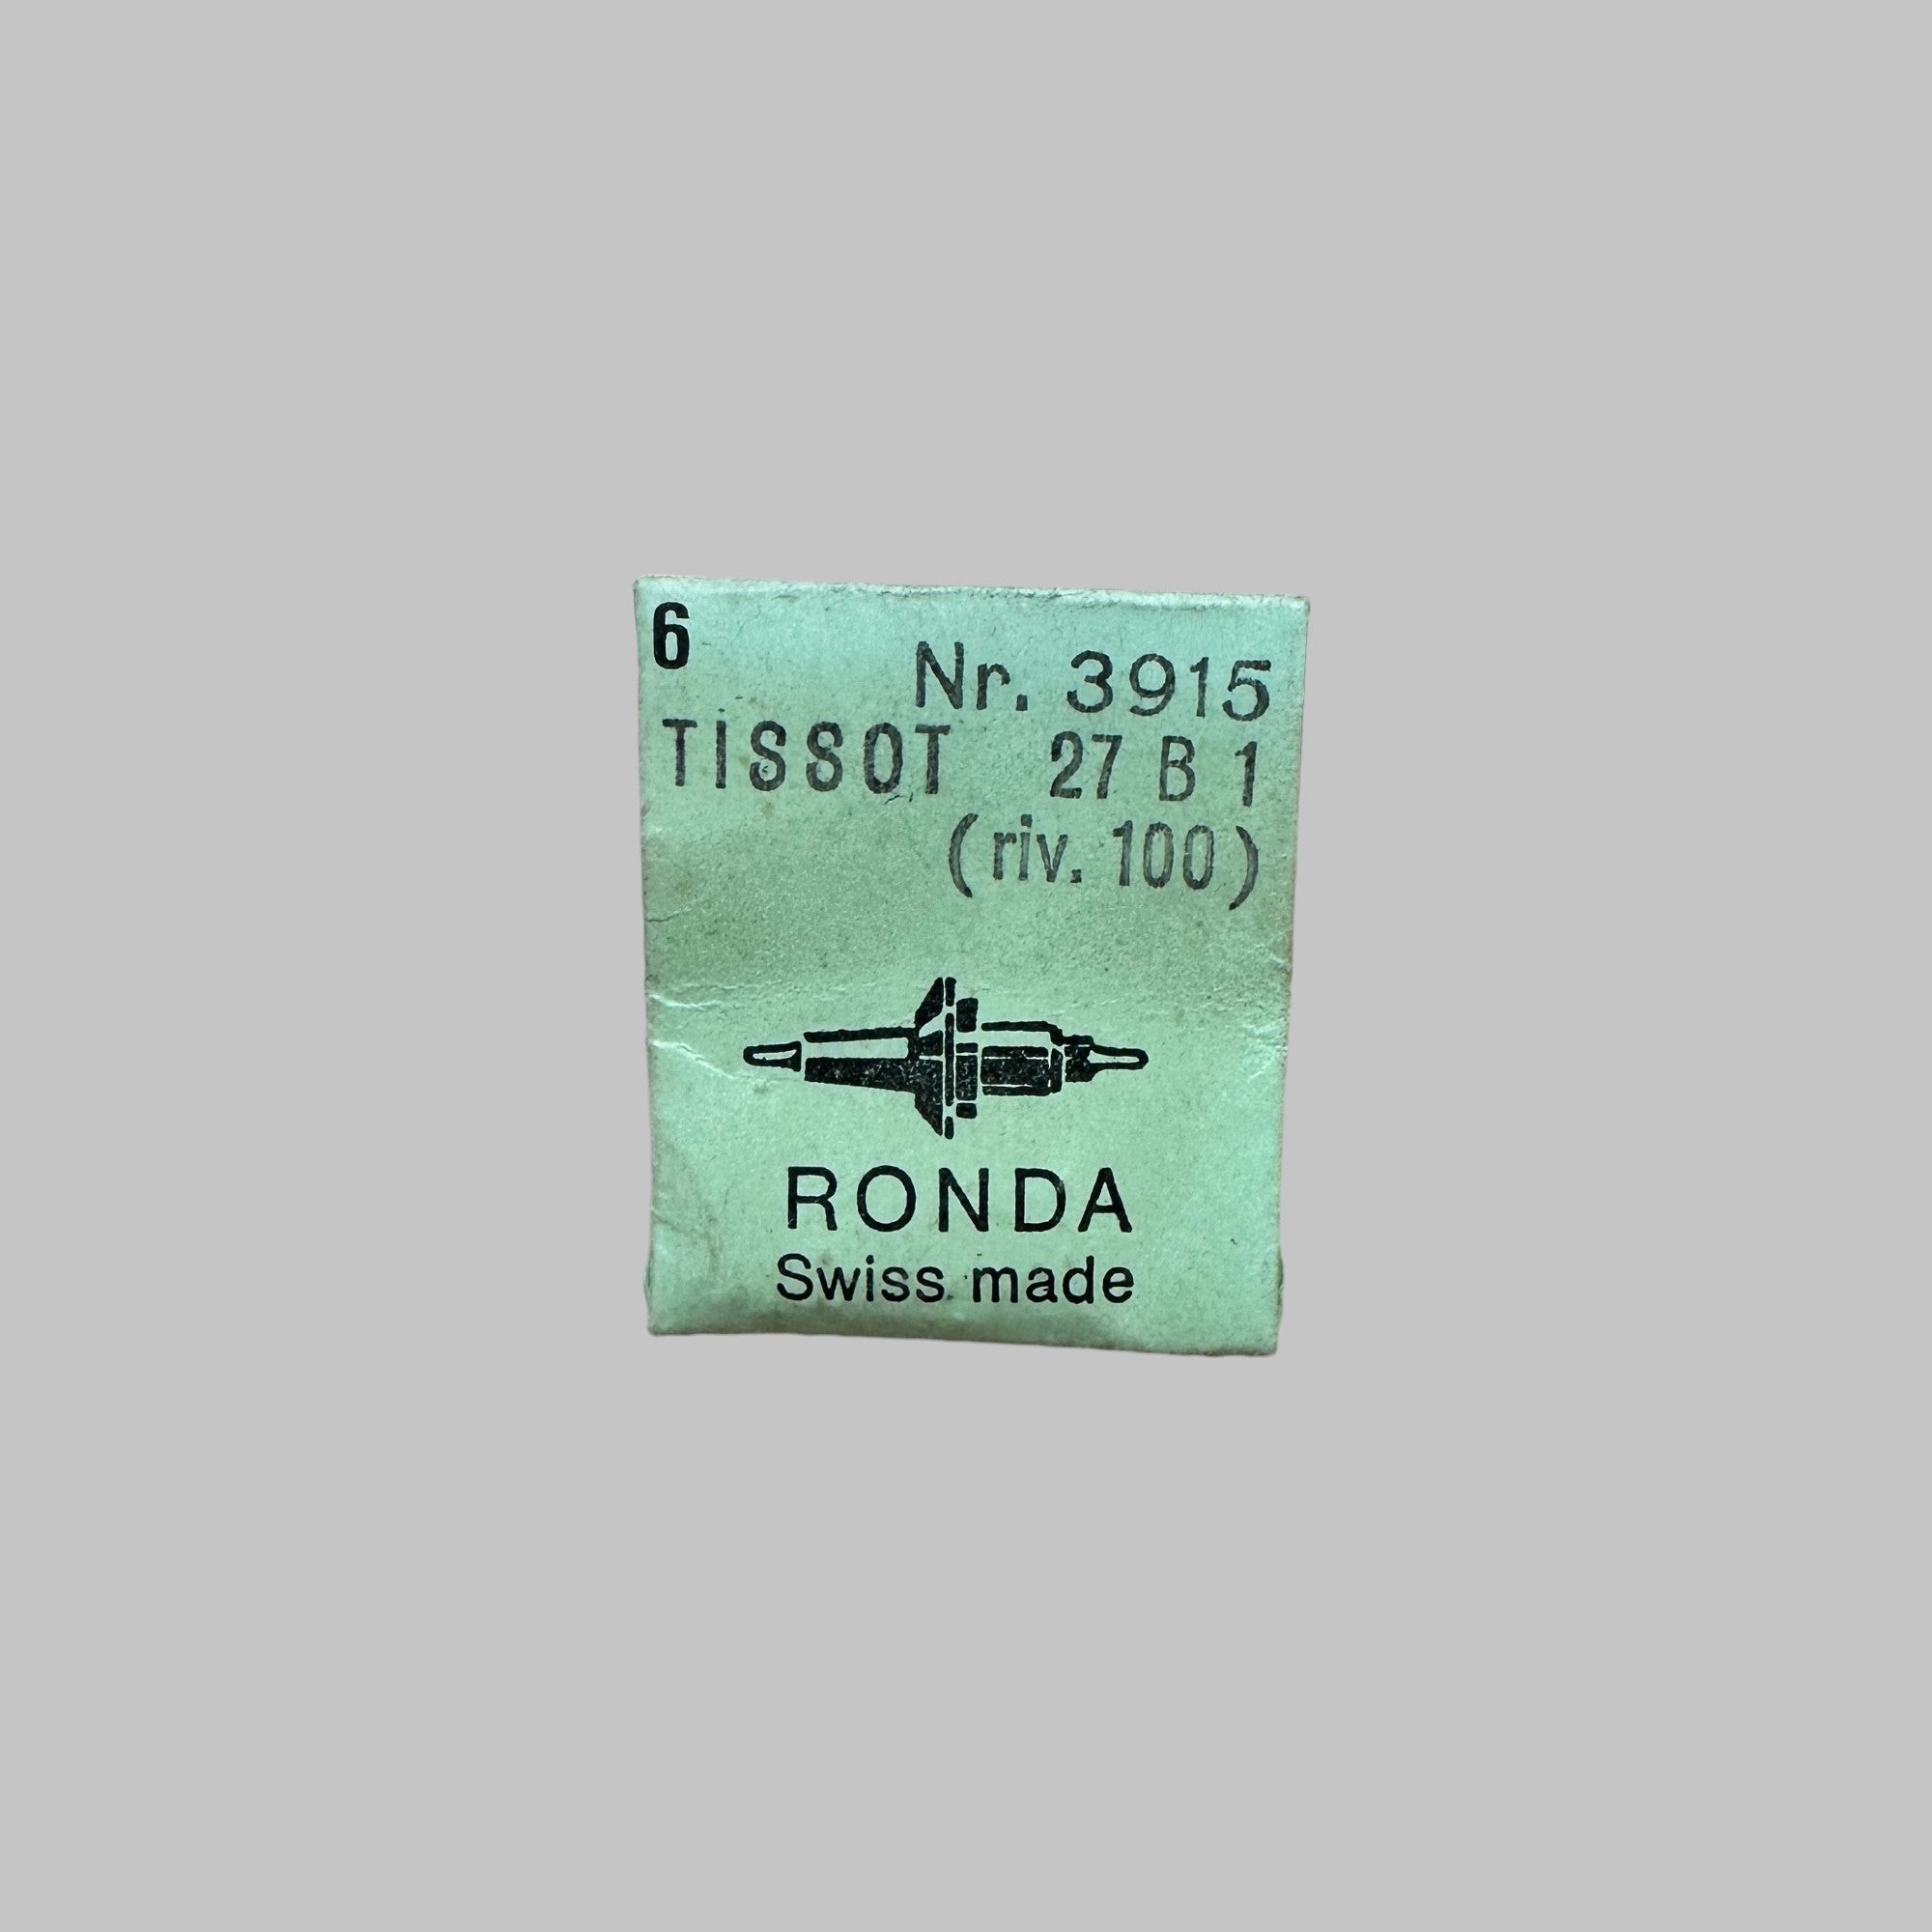 6
Nr. 3915
TISSOT 27 B 1
(riv. 100)
RONDA
Swiss made